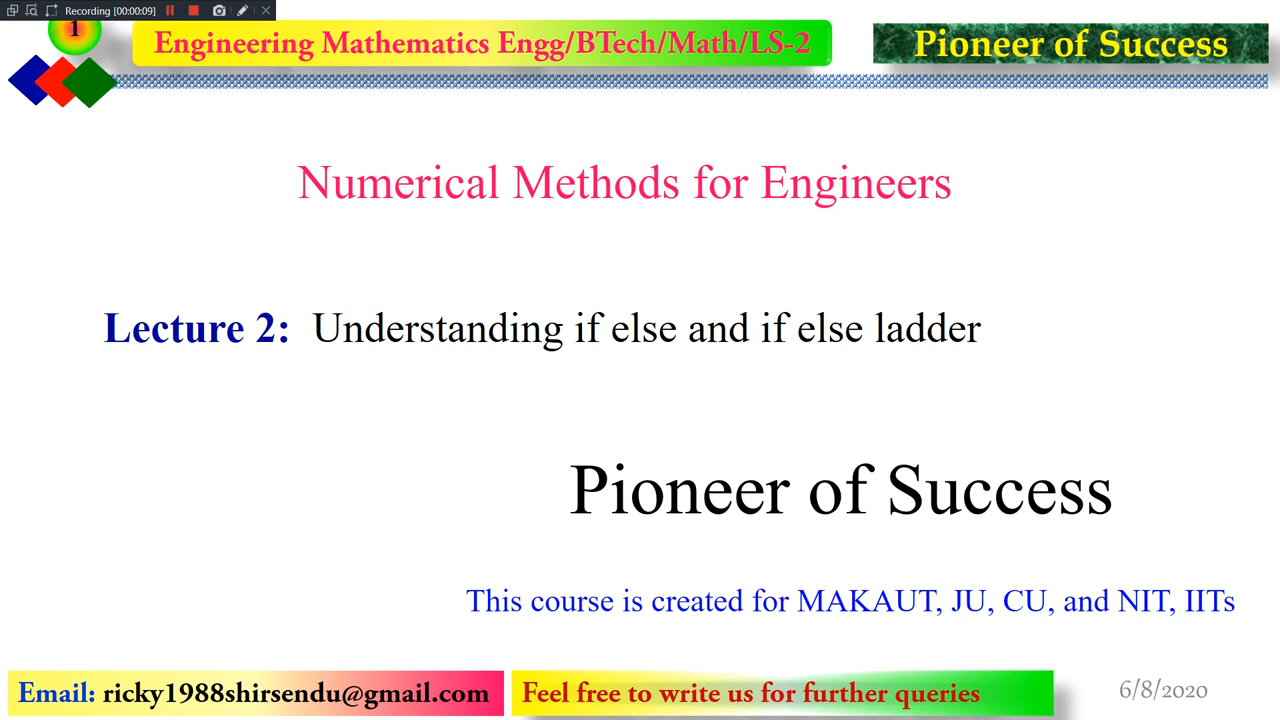 Recording [00:00:09]
1
Engineering Mathematics Engg/BTech/Math/LS-2
Pioneer of Success
Numerical Methods for Engineers
Lecture 2: Understanding if else and if else ladder
Pioneer of Success
This course is created for MAKAUT, JU, CU, and NIT, IITs
Email: ricky1988shirsendu@gmail.com
Feel free to write us for further queries
6/8/2020